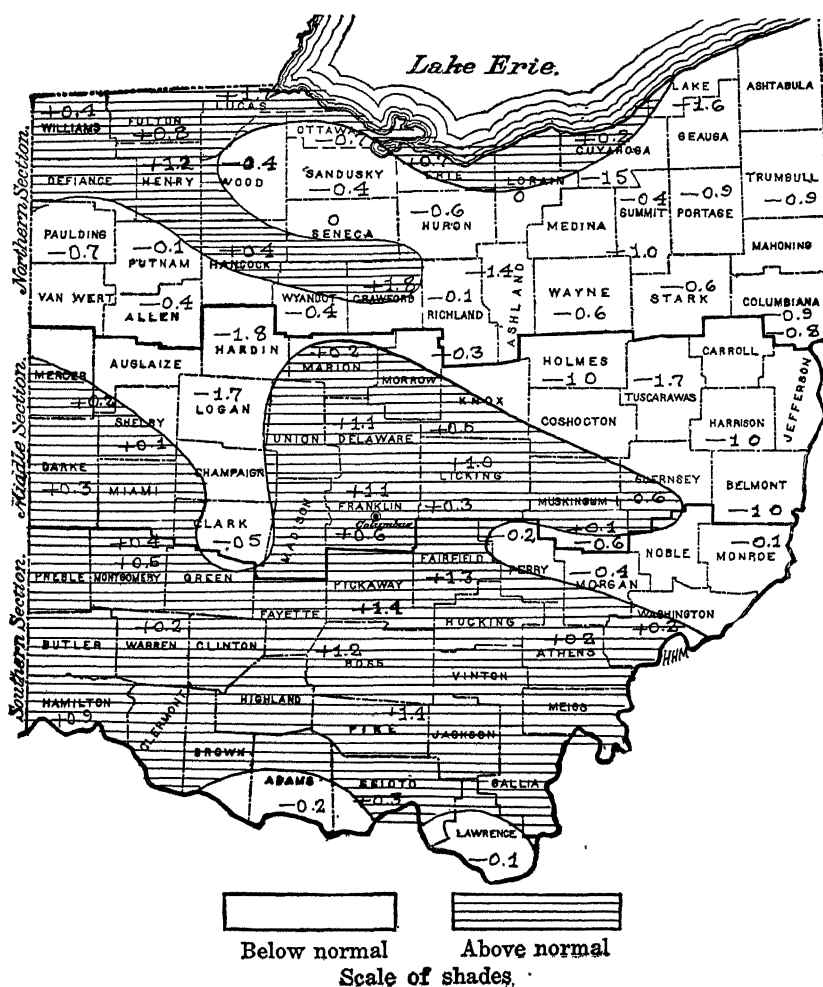 Lake Erie.
Northern Section.
Middle Section.
Southern Section.
+0.4
WILLIAMS
FULTON
+0.8
+1.7
LUCAS
OTTAWA
-0.7
LAKE
-1.6
ASHTABULA
+0.2
CUYAHOGA
GEAUGA
DEFIANCE
+1.2
HENRY
-0.4
WOOD
SANDUSKY
-0.4
+0.7
ERIE
LORAIN
0
-15
-0.4
SUMMIT
-0.9
PORTAGE
TRUMBULL
-0.9
PAULDING
-0.7
-0.1
PUTNAM
+0.4
HANCOCK
0
SENECA
-0.6
HURON
MEDINA
+1.0
MAHONING
VAN WERT
-0.4
ALLEN
WYANDOT
-0.4
+1.8
CRAWFORD
-0.1
RICHLAND
-1.4
ASHLAND
WAYNE
-0.6
-0.6
STARK
COLUMBIANA
-0.9
-0.8
MERCER
+0.2
AUGLAIZE
-1.8
HARDIN
+0.2
MARION
MORROW
-0.3
KNOX
+0.5
HOLMES
-10
CARROLL
JEFFERSON
SHELBY
+0.1
-1.7
LOGAN
UNION
+1.1
DELAWARE
COSHOCTON
-1.7
TUSCARAWAS
HARRISON
-10
DARKE
+0.3
MIAMI
CHAMPAIGN
+1.0
LICKING
+0.3
GUERNSEY
0.6
BELMONT
-10
CLARK
-0.5
MADISON
+1.1
FRANKLIN
Columbus
+0.6
MUSKINGUM
+0.1
-0.6
NOBLE
-0.1
MONROE
PREBLE
+0.4
+0.5
MONTGOMERY
GREEN
FAIRFIELD
+1.3
-0.2
PERRY
-0.4
MORGAN
PICKAWAY
+1.4
FAYETTE
HOCKING
WASHINGTON
+0.2
BUTLER
+0.2
WARREN
CLINTON
+1.2
ROSS
ATHENS
HHM
VINTON
HAMILTON
+0.9
CLERMONT
HIGHLAND
+1.4
PIKE
JACKSON
MEIGS
BROWN
ADAMS
-0.2
SCIOTO
+0.3
GALLIA
LAWRENCE
-0.1
Below normal
Above normal
Scale of shades.